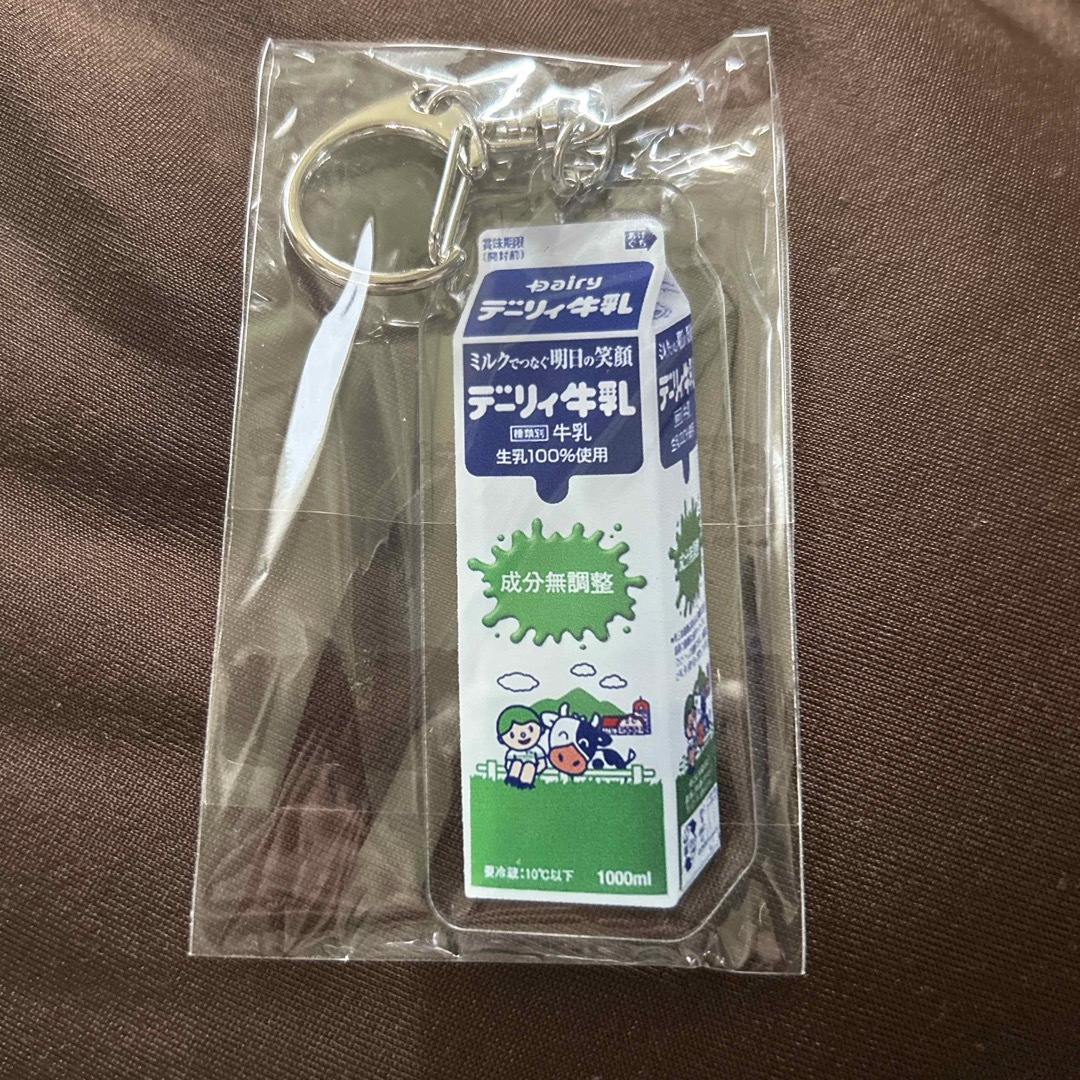 賞味期限
(開封前)
あけ
ぐち
Dairy
デーリィ牛乳
ミルクでつなぐ明日の笑顔
デーリィ牛乳
種類別 牛乳
生乳100%使用
成分無調整
要冷蔵:10℃以下 1000ml